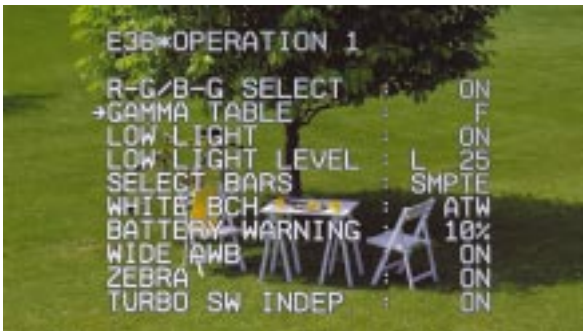 E36*OPERATION 1
R-G/B-G SELECT : ON
→GAMMA TABLE : F
LOW LIGHT : ON
LOW LIGHT LEVEL : L 25
SELECT BARS : SMPTE
WHITE BCH : ATW
BATTERY WARNING : 10%
WIDE AWB : ON
ZEBRA : ON
TURBO SW INDEP : ON